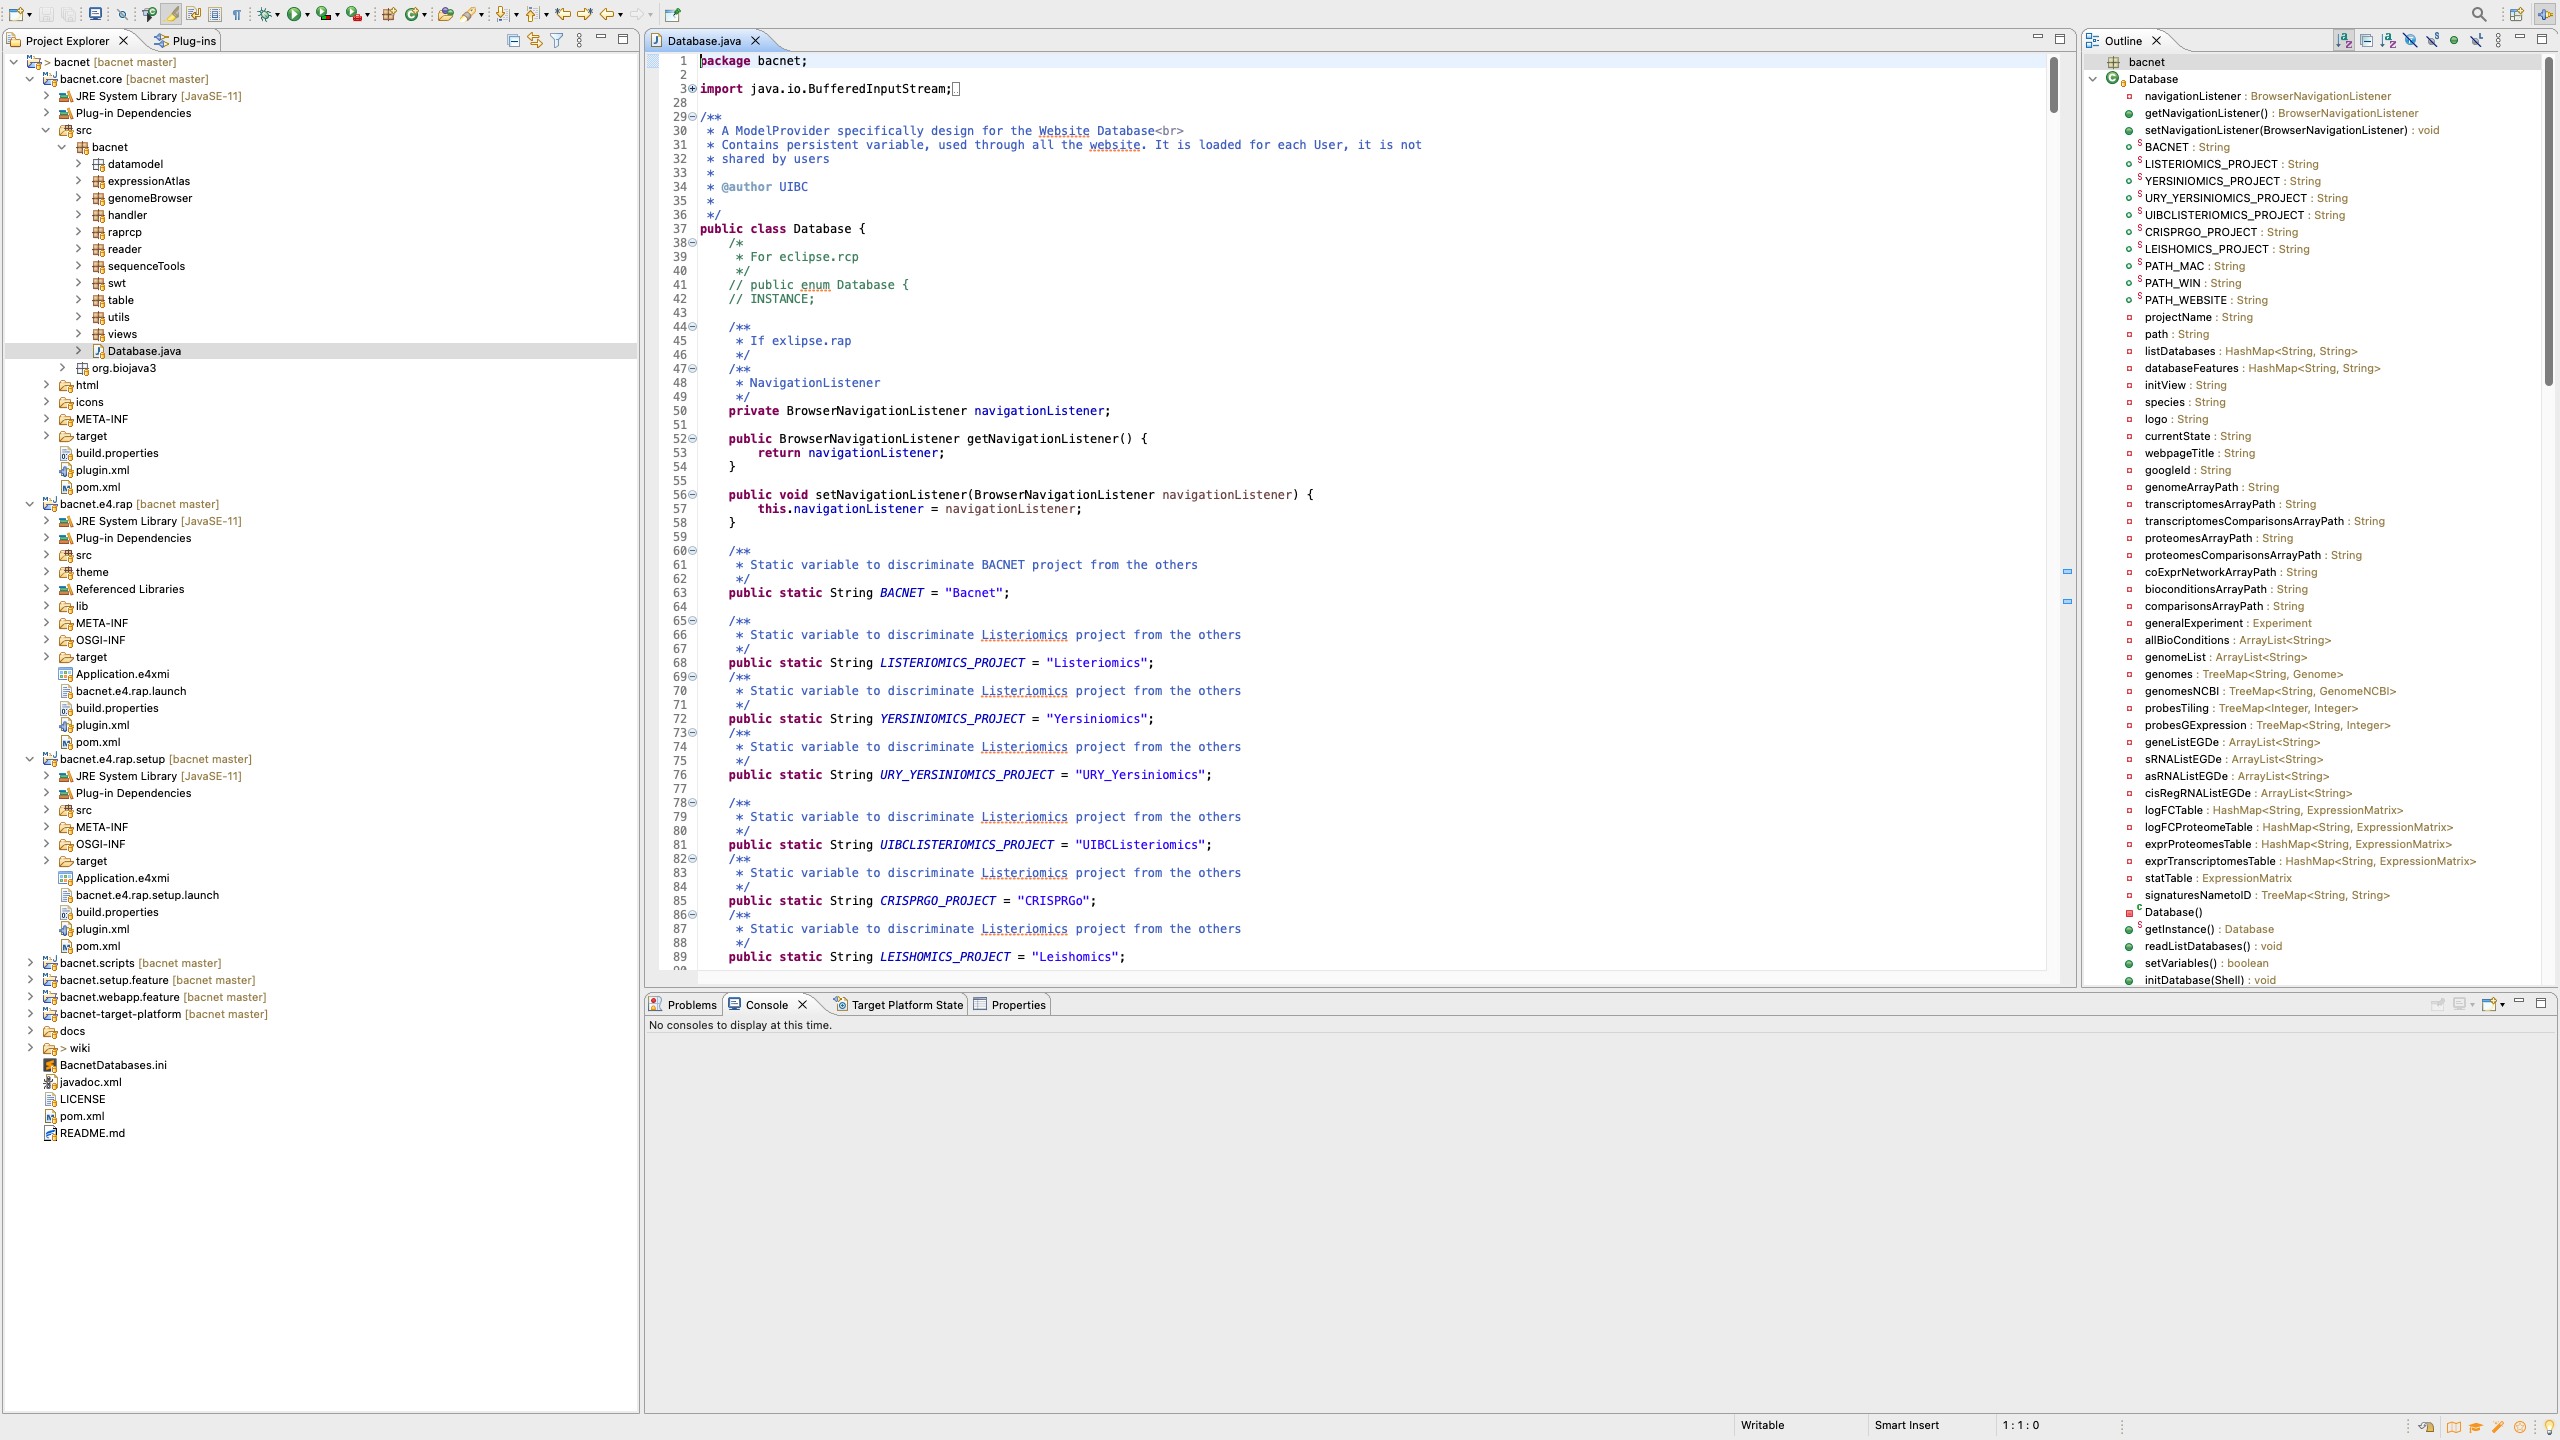 Project Explorer
Plug-ins
> bacnet [bacnet master]
bacnet.core [bacnet master]
JRE System Library [JavaSE-11]
Plug-in Dependencies
src
bacnet
datamodel
expressionAtlas
genomeBrowser
handler
raprcp
reader
sequenceTools
swt
table
utils
views
Database.java
org.biojava3
html
icons
META-INF
target
build.properties
plugin.xml
pom.xml
bacnet.e4.rap [bacnet master]
JRE System Library [JavaSE-11]
Plug-in Dependencies
src
theme
Referenced Libraries
lib
META-INF
OSGI-INF
target
Application.e4xmi
bacnet.e4.rap.launch
build.properties
plugin.xml
pom.xml
bacnet.e4.rap.setup [bacnet master]
JRE System Library [JavaSE-11]
Plug-in Dependencies
src
META-INF
OSGI-INF
target
Application.e4xmi
bacnet.e4.rap.setup.launch
build.properties
plugin.xml
pom.xml
bacnet.scripts [bacnet master]
bacnet.setup.feature [bacnet master]
bacnet.webapp.feature [bacnet master]
bacnet-target-platform [bacnet master]
docs
> wiki
BacnetDatabases.ini
javadoc.xml
LICENSE
pom.xml
README.md
Database.java
1 package bacnet;
2
3 import java.io.BufferedInputStream;
28
29 /**
30 * A ModelProvider specifically design for the Website Database<br>
31 * Contains persistent variable, used through all the website. It is loaded for each User, it is not
32 * shared by users
33 *
34 * @author UIBC
35 *
36 */
37 public class Database {
38 /*
39 * For eclipse.rcp
40 */
41 // public enum Database {
42 // INSTANCE;
43
44 /**
45 * If exlipse.rap
46 */
47 /**
48 * NavigationListener
49 */
50 private BrowserNavigationListener navigationListener;
51
52 public BrowserNavigationListener getNavigationListener() {
53 return navigationListener;
54 }
55
56 public void setNavigationListener(BrowserNavigationListener navigationListener) {
57 this.navigationListener = navigationListener;
58 }
59
60 /**
61 * Static variable to discriminate BACNET project from the others
62 */
63 public static String BACNET = "Bacnet";
64
65 /**
66 * Static variable to discriminate Listeriomics project from the others
67 */
68 public static String LISTERIOMICS_PROJECT = "Listeriomics";
69 /**
70 * Static variable to discriminate Listeriomics project from the others
71 */
72 public static String YERSINIOMICS_PROJECT = "Yersiniomics";
73 /**
74 * Static variable to discriminate Listeriomics project from the others
75 */
76 public static String URY_YERSINIOMICS_PROJECT = "URY_Yersiniomics";
77
78 /**
79 * Static variable to discriminate Listeriomics project from the others
80 */
81 public static String UIBCLISTERIOMICS_PROJECT = "UIBCListeriomics";
82 /**
83 * Static variable to discriminate Listeriomics project from the others
84 */
85 public static String CRISPRGO_PROJECT = "CRISPRGo";
86 /**
87 * Static variable to discriminate Listeriomics project from the others
88 */
89 public static String LEISHOMICS_PROJECT = "Leishomics";
90
Outline
bacnet
Database
navigationListener : BrowserNavigationListener
getNavigationListener() : BrowserNavigationListener
setNavigationListener(BrowserNavigationListener) : void
BACNET : String
LISTERIOMICS_PROJECT : String
YERSINIOMICS_PROJECT : String
URY_YERSINIOMICS_PROJECT : String
UIBCLISTERIOMICS_PROJECT : String
CRISPRGO_PROJECT : String
LEISHOMICS_PROJECT : String
PATH_MAC : String
PATH_WIN : String
PATH_WEBSITE : String
projectName : String
path : String
listDatabases : HashMap<String, String>
databaseFeatures : HashMap<String, String>
initView : String
species : String
logo : String
currentState : String
webpageTitle : String
googleId : String
genomeArrayPath : String
transcriptomesArrayPath : String
transcriptomesComparisonsArrayPath : String
proteomesArrayPath : String
proteomesComparisonsArrayPath : String
coExprNetworkArrayPath : String
bioconditionsArrayPath : String
comparisonsArrayPath : String
generalExperiment : Experiment
allBioConditions : ArrayList<String>
genomeList : ArrayList<String>
genomes : TreeMap<String, Genome>
genomesNCBI : TreeMap<String, GenomeNCBI>
probesTiling : TreeMap<Integer, Integer>
probesGExpression : TreeMap<String, Integer>
geneListEGDe : ArrayList<String>
sRNAListEGDe : ArrayList<String>
asRNAListEGDe : ArrayList<String>
cisRegRNAListEGDe : ArrayList<String>
logFCTable : HashMap<String, ExpressionMatrix>
logFCProteomeTable : HashMap<String, ExpressionMatrix>
exprProteomesTable : HashMap<String, ExpressionMatrix>
exprTranscriptomesTable : HashMap<String, ExpressionMatrix>
statTable : ExpressionMatrix
signaturesNametoID : TreeMap<String, String>
Database()
getInstance() : Database
readListDatabases() : void
setVariables() : boolean
initDatabase(Shell) : void
Problems
Console
Target Platform State
Properties
No consoles to display at this time.
Writable
Smart Insert
1 : 1 : 0